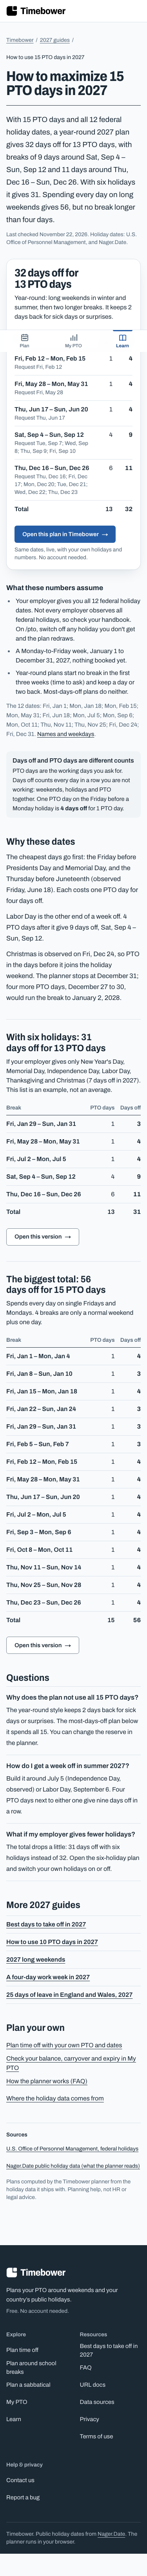 Timebower
Timebower / 2027 guides /
How to use 15 PTO days in 2027
How to maximize 15
PTO days in 2027
With 15 PTO days and all 12 federal
holidays, a year-round 2027 plan
gives 32 days off for 13 PTO days, with
breaks of 9 days around Sat, Sep 4 –
Sun, Sep 12 and 11 days around Thu,
Dec 16 – Sun, Dec 26. With six holidays
it gives 31. Spending every day on long
weekends gives 56, but no break longer
than four days.
Last checked November 22, 2026. Holiday dates: U.S.
Office of Personnel Management, and Nager.Date.
32 days off for
13 PTO days
Year-round: long weekends in winter and
summer, then two longer breaks. It keeps 2
days back for sick days or surprises.
Plan
My PTO
Learn
Fri, Feb 12 – Mon, Feb 15 1 4
Request Fri, Feb 12
Fri, May 28 – Mon, May 31 1 4
Request Fri, May 28
Thu, Jun 17 – Sun, Jun 20 1 4
Request Thu, Jun 17
Sat, Sep 4 – Sun, Sep 12 4 9
Request Tue, Sep 7; Wed, Sep
8; Thu, Sep 9; Fri, Sep 10
Thu, Dec 16 – Sun, Dec 26 6 11
Request Thu, Dec 16; Fri, Dec
17; Mon, Dec 20; Tue, Dec 21;
Wed, Dec 22; Thu, Dec 23
Total 13 32
Open this plan in Timebower →
Same dates, live, with your own holidays and
numbers. No account needed.
What these numbers assume
• Your employer gives you all 12 federal holiday
dates. Not every employer observes all
federal holidays, so check your handbook.
On /pto, switch off any holiday you don't get
and the plan redraws.
• A Monday-to-Friday week, January 1 to
December 31, 2027, nothing booked yet.
• Year-round plans start no break in the first
three weeks (time to ask) and keep a day or
two back. Most-days-off plans do neither.
The 12 dates: Fri, Jan 1; Mon, Jan 18; Mon, Feb 15;
Mon, May 31; Fri, Jun 18; Mon, Jul 5; Mon, Sep 6;
Mon, Oct 11; Thu, Nov 11; Thu, Nov 25; Fri, Dec 24;
Fri, Dec 31. Names and weekdays.
Days off and PTO days are different counts
PTO days are the working days you ask for.
Days off counts every day in a row you are not
working: weekends, holidays and PTO
together. One PTO day on the Friday before a
Monday holiday is 4 days off for 1 PTO day.
Why these dates
The cheapest days go first: the Friday before
Presidents Day and Memorial Day, and the
Thursday before Juneteenth (observed
Friday, June 18). Each costs one PTO day for
four days off.
Labor Day is the other end of a week off. 4
PTO days after it give 9 days off, Sat, Sep 4 –
Sun, Sep 12.
Christmas is observed on Fri, Dec 24, so PTO
in the days before it joins the holiday
weekend. The planner stops at December 31;
four more PTO days, December 27 to 30,
would run the break to January 2, 2028.
With six holidays: 31
days off for 13 PTO days
If your employer gives only New Year's Day,
Memorial Day, Independence Day, Labor Day,
Thanksgiving and Christmas (7 days off in 2027).
This list is an example, not an average.
Break PTO days Days off
Fri, Jan 29 – Sun, Jan 31 1 3
Fri, May 28 – Mon, May 31 1 4
Fri, Jul 2 – Mon, Jul 5 1 4
Sat, Sep 4 – Sun, Sep 12 4 9
Thu, Dec 16 – Sun, Dec 26 6 11
Total 13 31
Open this version →
The biggest total: 56
days off for 15 PTO days
Spends every day on single Fridays and
Mondays. 4 breaks are only a normal weekend
plus one day.
Break PTO days Days off
Fri, Jan 1 – Mon, Jan 4 1 4
Fri, Jan 8 – Sun, Jan 10 1 3
Fri, Jan 15 – Mon, Jan 18 1 4
Fri, Jan 22 – Sun, Jan 24 1 3
Fri, Jan 29 – Sun, Jan 31 1 3
Fri, Feb 5 – Sun, Feb 7 1 3
Fri, Feb 12 – Mon, Feb 15 1 4
Fri, May 28 – Mon, May 31 1 4
Thu, Jun 17 – Sun, Jun 20 1 4
Fri, Jul 2 – Mon, Jul 5 1 4
Fri, Sep 3 – Mon, Sep 6 1 4
Fri, Oct 8 – Mon, Oct 11 1 4
Thu, Nov 11 – Sun, Nov 14 1 4
Thu, Nov 25 – Sun, Nov 28 1 4
Thu, Dec 23 – Sun, Dec 26 1 4
Total 15 56
Open this version →
Questions
Why does the plan not use all 15 PTO days?
The year-round style keeps 2 days back for sick
days or surprises. The most-days-off plan below
it spends all 15. You can change the reserve in
the planner.
How do I get a week off in summer 2027?
Build it around July 5 (Independence Day,
observed) or Labor Day, September 6. Four
PTO days next to either one give nine days off in
a row.
What if my employer gives fewer holidays?
The total drops a little: 31 days off with six
holidays instead of 32. Open the six-holiday plan
and switch your own holidays on or off.
More 2027 guides
Best days to take off in 2027
How to use 10 PTO days in 2027
2027 long weekends
A four-day work week in 2027
25 days of leave in England and Wales, 2027
Plan your own
Plan time off with your own PTO and dates
Check your balance, carryover and expiry in My
PTO
How the planner works (FAQ)
Where the holiday data comes from
Sources
U.S. Office of Personnel Management, federal holidays
Nager.Date public holiday data (what the planner reads)
Plans computed by the Timebower planner from the
holiday data it ships with. Planning help, not HR or
legal advice.
Timebower
Plans your PTO around weekends and your
country's public holidays.
Free. No account needed.
Explore
Plan time off
Plan around school
breaks
Plan a sabbatical
My PTO
Learn
Resources
Best days to take off in
2027
FAQ
URL docs
Data sources
Privacy
Terms of use
Help & privacy
Contact us
Report a bug
Timebower. Public holiday dates from Nager.Date. The
planner runs in your browser.